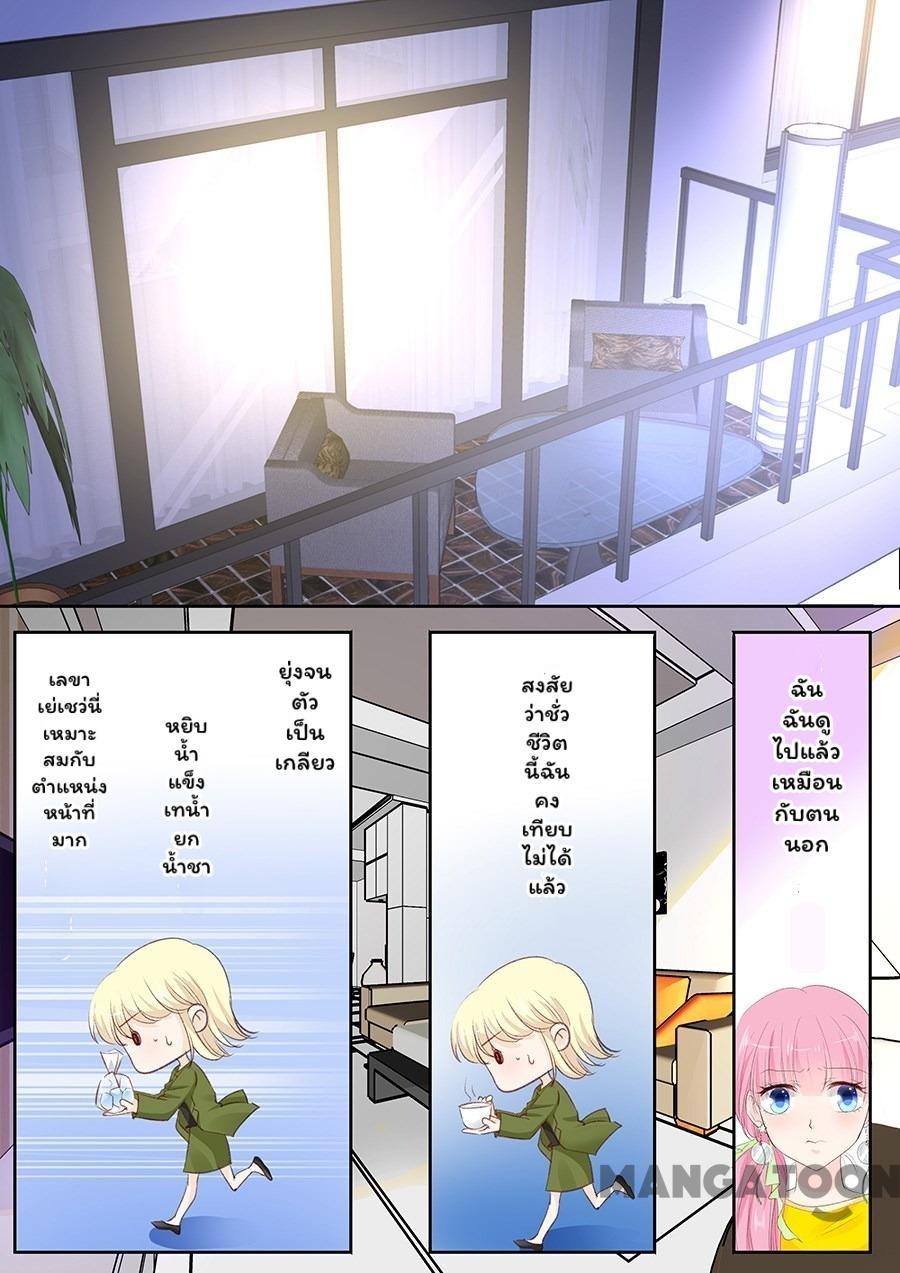 เลขา
เย่เชว่นี่
เหมาะ
สมกับ
ตำแหน่ง
หน้าที่
มาก
หยิบ
น้ำ
แข็ง
เทน้ำ
ยก
น้ำชา
ยุ่งจน
ตัว
เป็น
เกลียว
สงสัย
ว่าชั่ว
ชีวิต
นี้ฉัน
คง
เทียบ
ไม่ได้
แล้ว
ฉัน
ฉันดู
ไปแล้ว
เหมือน
กับตน
นอก
MANGATOON